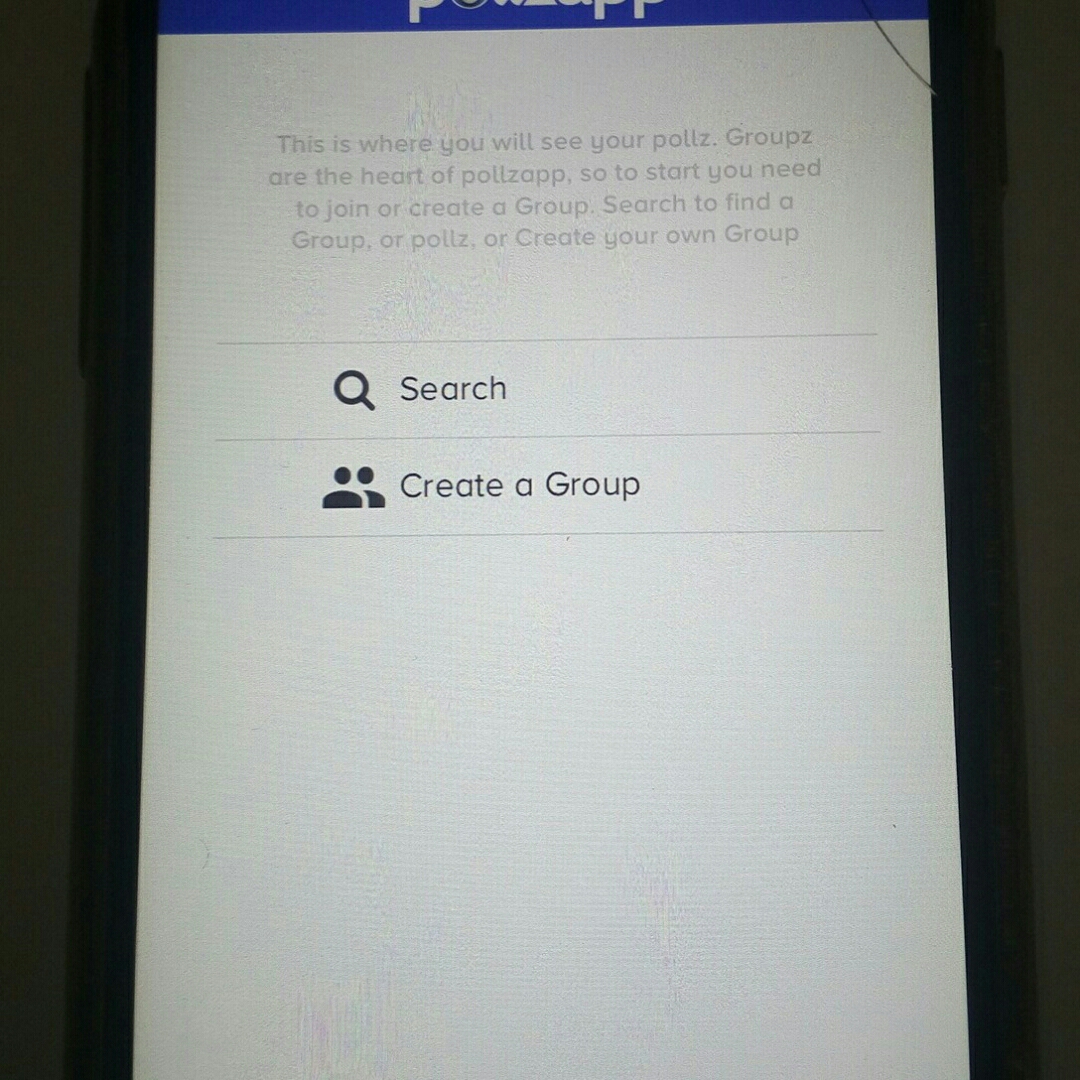 pollzapp
This is where you will see your pollz. Groupz
are the heart of pollzapp, so to start you need
to join or create a Group. Search to find a
Group, or pollz, or Create your own Group
Search
Create a Group